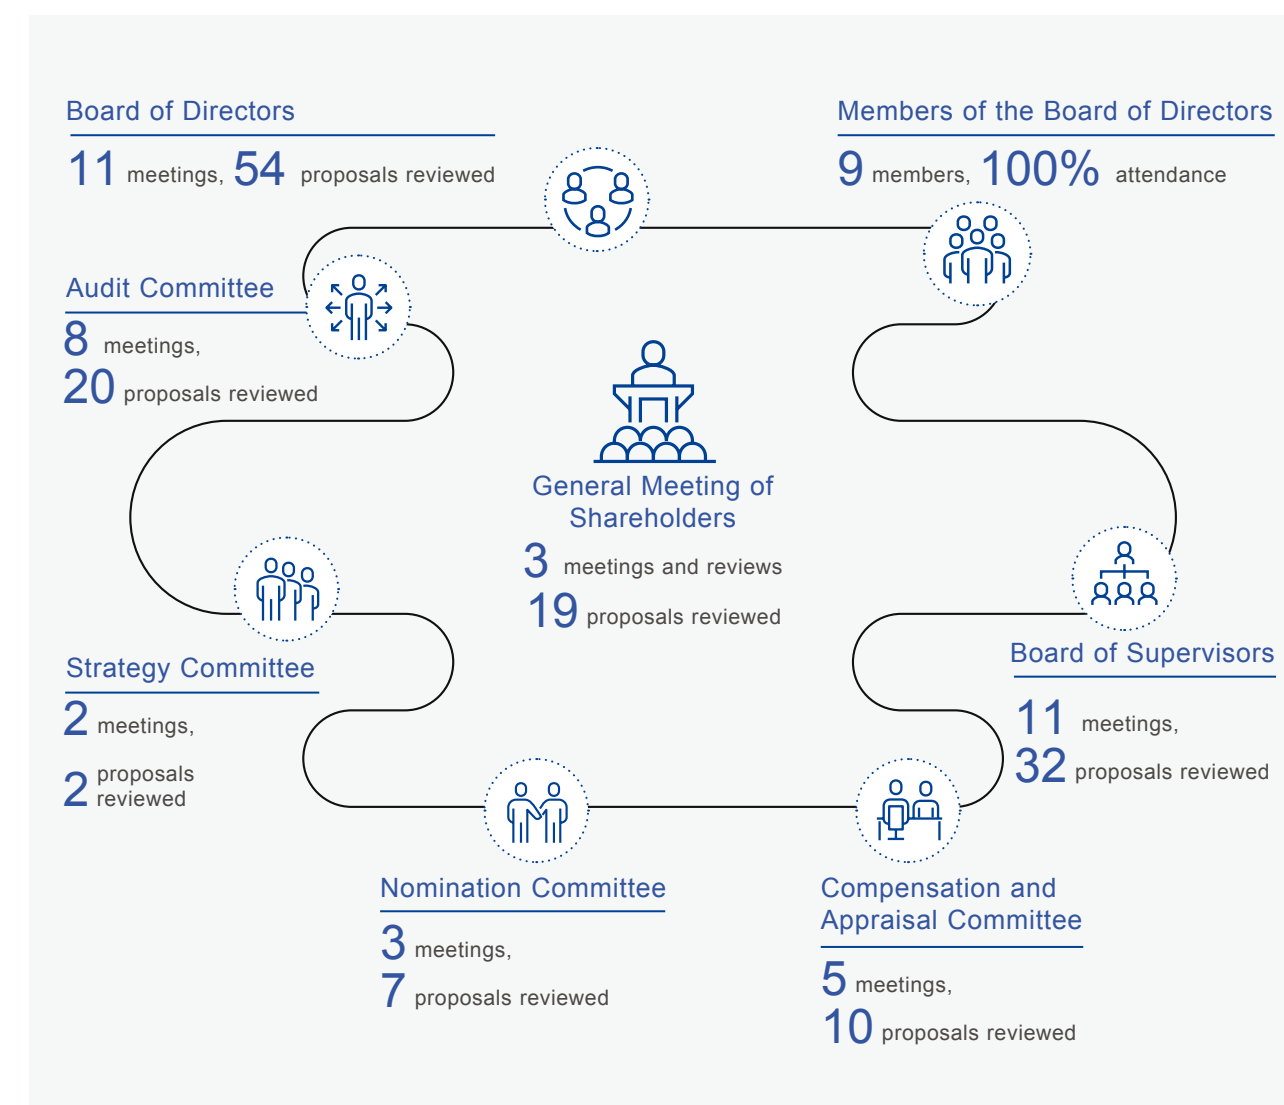 Board of Directors
11 meetings, 54 proposals reviewed
Members of the Board of Directors
9 members, 100% attendance
Audit Committee
8 meetings,
20 proposals reviewed
General Meeting of
Shareholders
3 meetings and reviews
19 proposals reviewed
Strategy Committee
2 meetings,
2 proposals
reviewed
Board of Supervisors
11 meetings,
32 proposals reviewed
Nomination Committee
3 meetings,
7 proposals reviewed
Compensation and
Appraisal Committee
5 meetings,
10 proposals reviewed